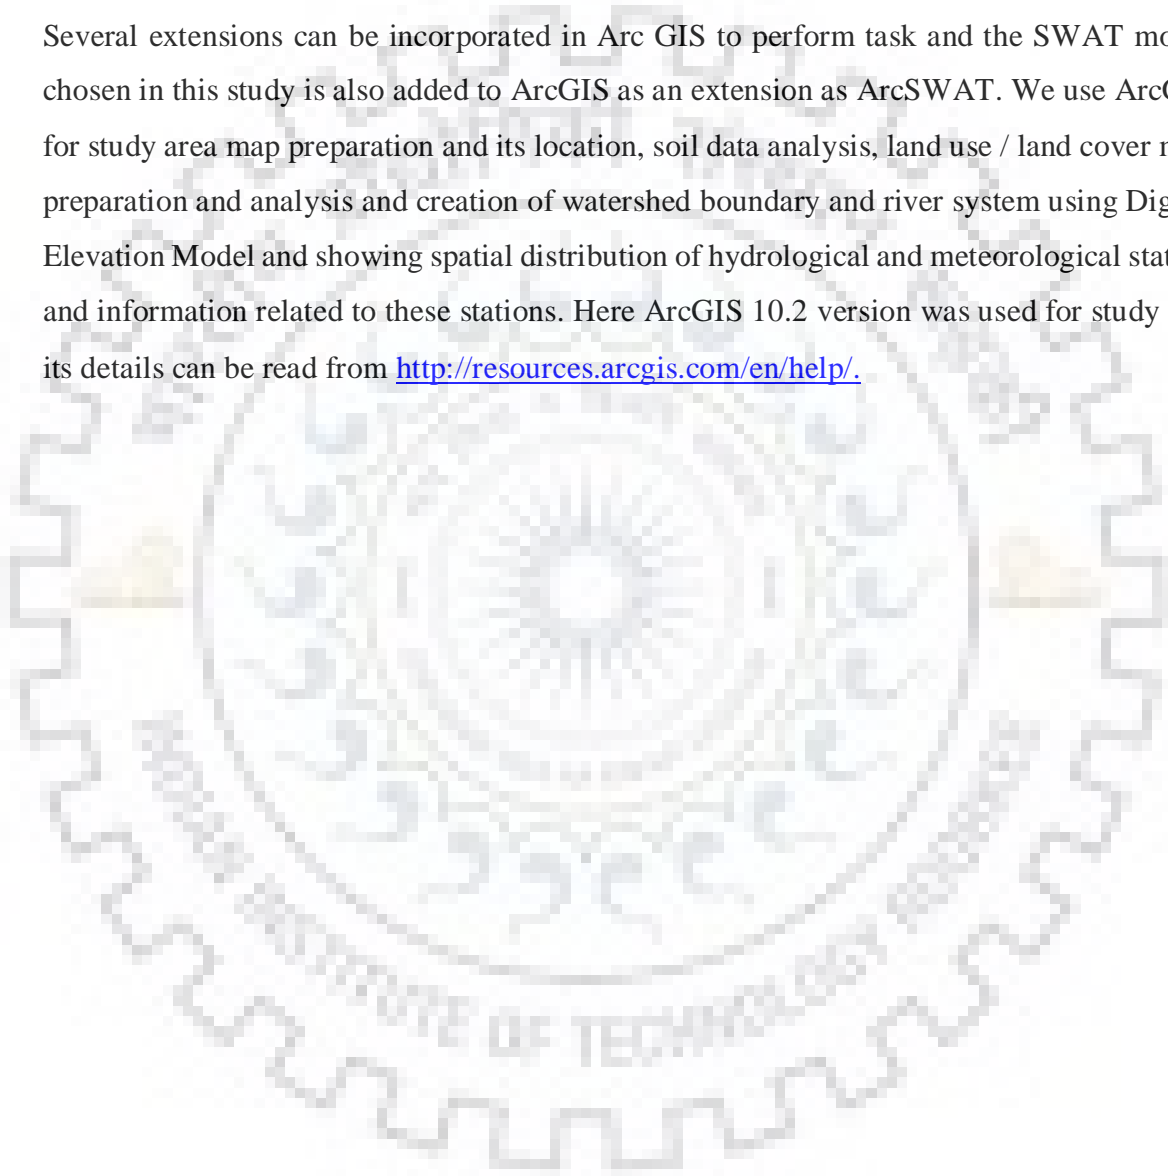 Several extensions can be incorporated in Arc GIS to perform task and the SWAT mo
chosen in this study is also added to ArcGIS as an extension as ArcSWAT. We use Arc
for study area map preparation and its location, soil data analysis, land use / land cover
preparation and analysis and creation of watershed boundary and river system using Dig
Elevation Model and showing spatial distribution of hydrological and meteorological stat
and information related to these stations. Here ArcGIS 10.2 version was used for study
its details can be read from http://resources.arcgis.com/en/help/.
INSTITUTE OF TECHNOLOGY ROORKEE